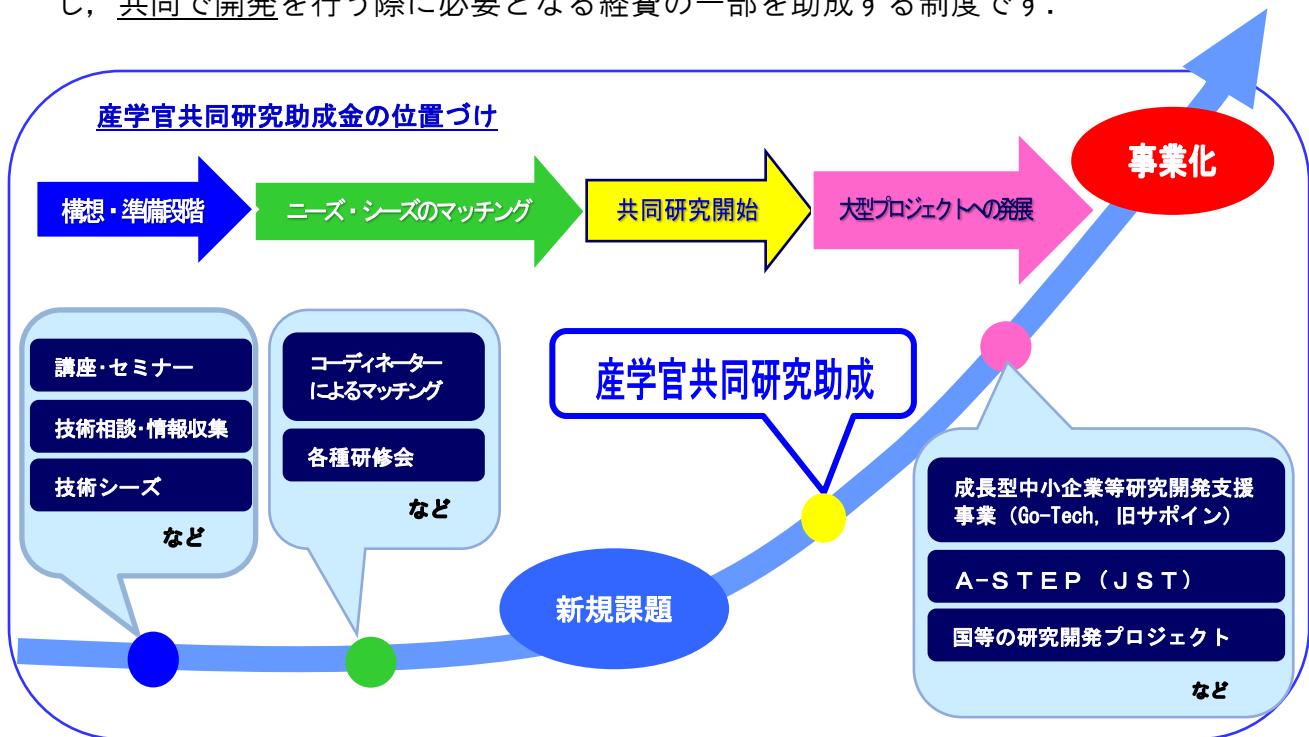 し，共同で開発を行う際に必要となる経費の一部を助成する制度です．
産学官共同研究助成金の位置づけ
事業化
構想・準備段階
ニーズ・シーズのマッチング
共同研究開始
大型プロジェクトへの発展
講座・セミナー
技術相談・情報収集
技術シーズ
など
コーディネーター
によるマッチング
各種研修会
など
産学官共同研究助成
新規課題
成長型中小企業等研究開発支援
事業（Go-Tech，旧サポイン）
Ａ-ＳＴＥＰ（ＪＳＴ）
国等の研究開発プロジェクト
など